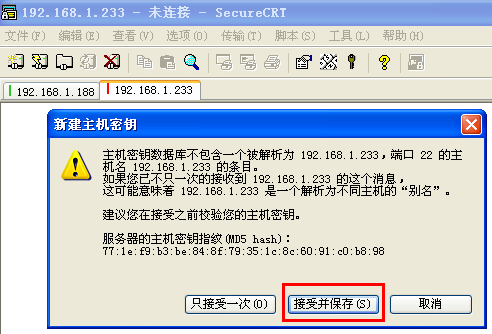 192.168.1.233 - 未连接 - SecureCRT
文件(F) 编辑(E) 查看(V) 选项(O) 传输(T) 脚本(S) 工具(L) 帮助(H)
192.168.1.188 192.168.1.233
新建主机密钥
主机密钥数据库不包含一个被解析为 192.168.1.233,端口 22 的主
机名 192.168.1.233 的条目。
如果您已不只一次的接收到 192.168.1.233 的这个消息,
这可能意味着 192.168.1.233 是一个解析为不同主机的“别名”。
建议您在接受之前校验您的主机密钥。
服务器的主机密钥指纹(MD5 hash):
77:1e:f9:b3:be:84:8f:79:35:1c:8c:60:91:c0:b8:98
只接受一次(O) 接受并保存(S) 取消